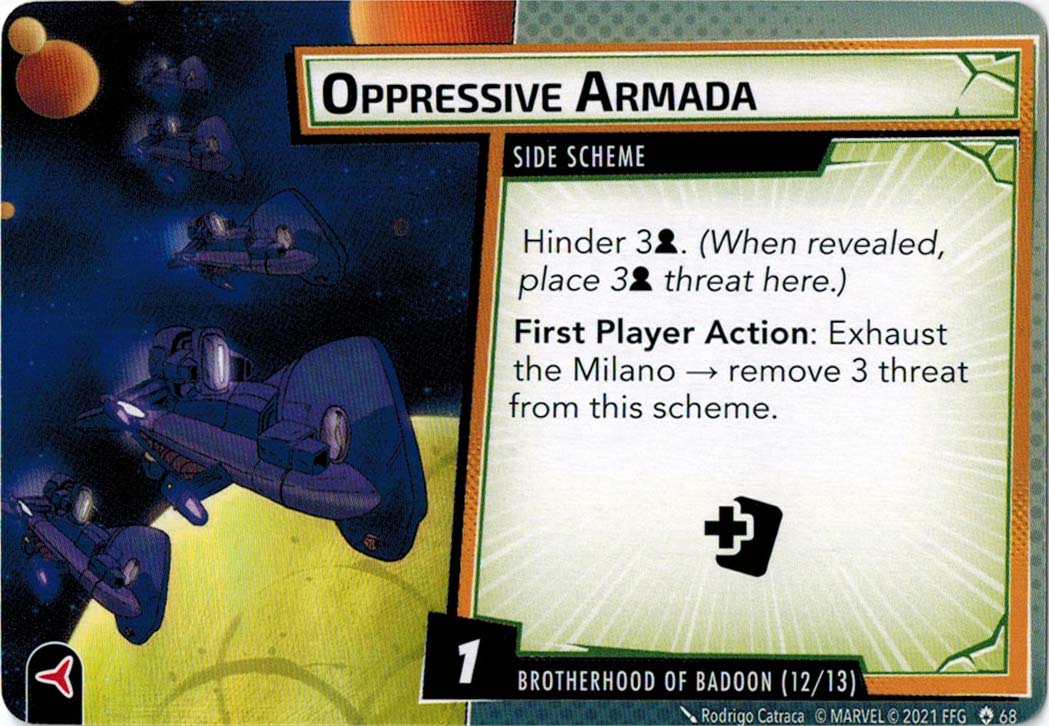 OPPRESSIVE ARMADA
SIDE SCHEME
Hinder 3. (When revealed,
place 3 threat here.)
First Player Action: Exhaust
the Milano → remove 3 threat
from this scheme.
1
BROTHERHOOD OF BADOON (12/13)
Rodrigo Catraca © MARVEL © 2021 FFG 68